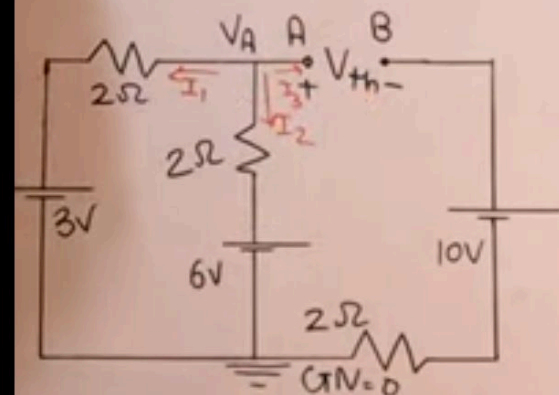 VA A B
2Ω I₁ I₃ + Vth -
I₂
2Ω
3V
6V
10V
2Ω
GN=0